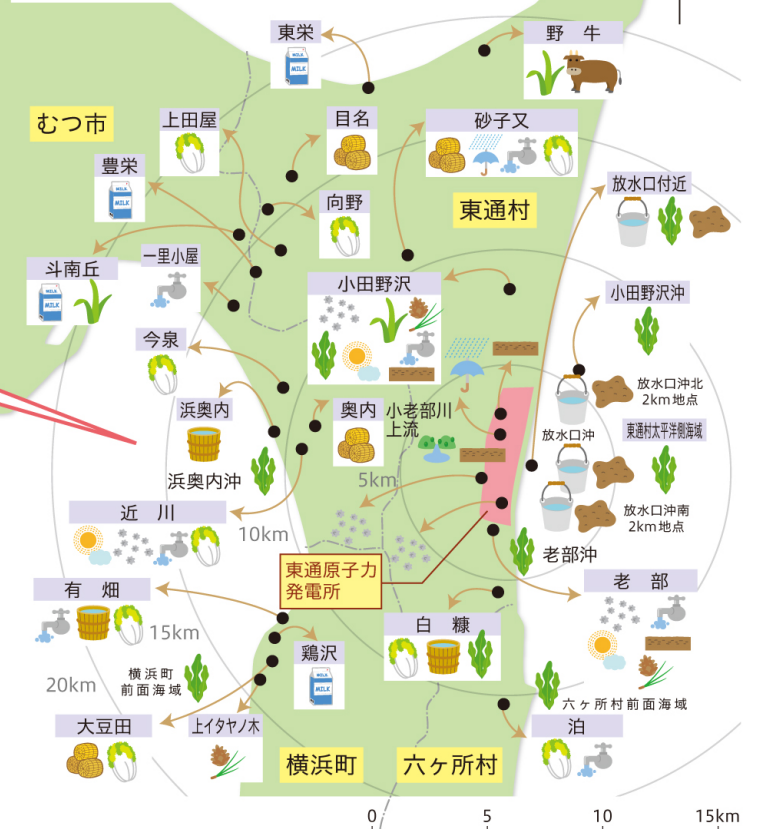 東栄
野 牛
むつ市
上田屋
目名
砂子又
豊栄
向野
東通村
放水口付近
斗南丘
一里小屋
小田野沢
小田野沢沖
今泉
浜奥内
奥内
小老部川
上流
放水口沖北
2km地点
放水口沖
東通村太平洋側海域
浜奥内沖
5km
近 川
10km
放水口沖南
2km地点
東通原子力
発電所
老部沖
老 部
有 畑
15km
白 糠
鶏沢
横浜町
前面海域
20km
六ヶ所村前面海域
大豆田
上イタヤノ木
泊
横浜町
六ヶ所村
0 5 10 15km
MILK
MILK
MILK
MILK
MILK
MILK
MILK
MILK